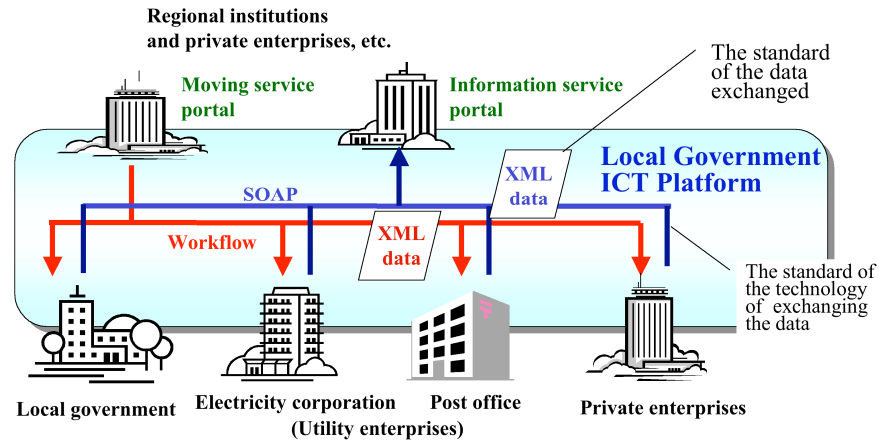 Regional institutions
and private enterprises, etc.
Moving service
portal
Information service
portal
The standard
of the data
exchanged
Local Government
ICT Platform
XML
data
SOAP
Workflow
XML
data
The standard of
the technology
of exchanging
the data
〒
Local government
Electricity corporation
(Utility enterprises)
Post office
Private enterprises